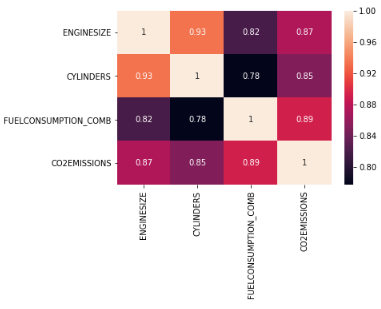 ENGINESIZE 1 0.93 0.82 0.87
CYLINDERS 0.93 1 0.78 0.85
FUELCONSUMPTION_COMB 0.82 0.78 1 0.89
CO2EMISSIONS 0.87 0.85 0.89 1
ENGINESIZE
CYLINDERS
FUELCONSUMPTION_COMB
CO2EMISSIONS
1.00
0.96
0.92
0.88
0.84
0.80